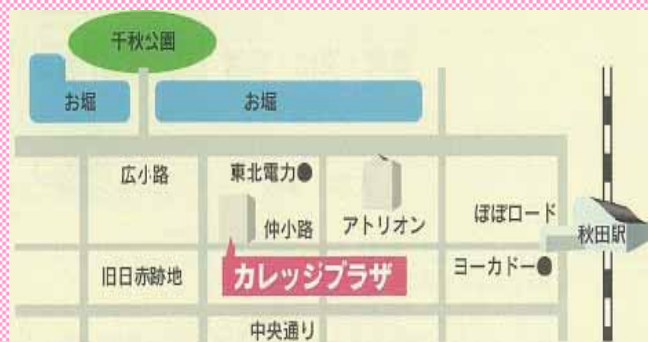 千秋公園
お堀
お堀
広小路
東北電力●
仲小路
アトリオン
ぽぽロード
秋田駅
旧日赤跡地
カレッジプラザ
ヨーカドー●
中央通り